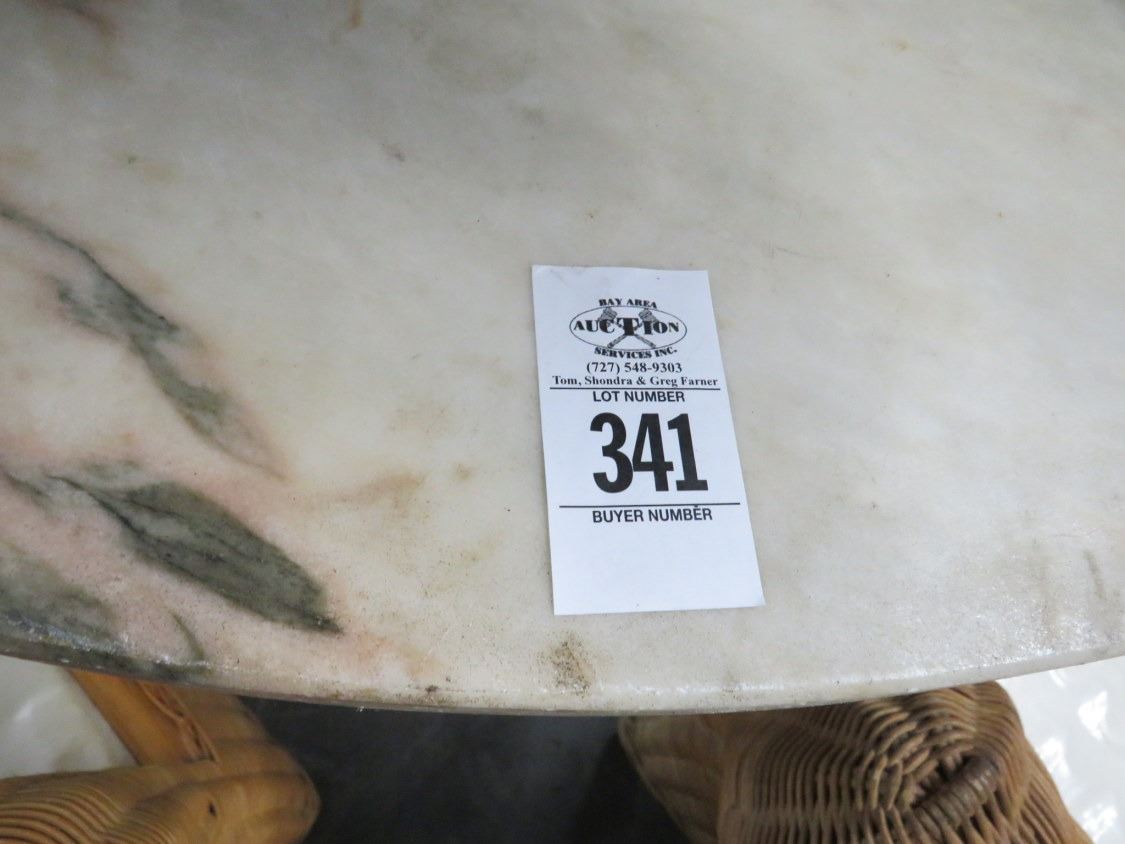 BAY AREA
AUCTION
SERVICES INC.
(727) 548-9303
Tom, Shondra & Greg Farner
LOT NUMBER
341
BUYER NUMBER